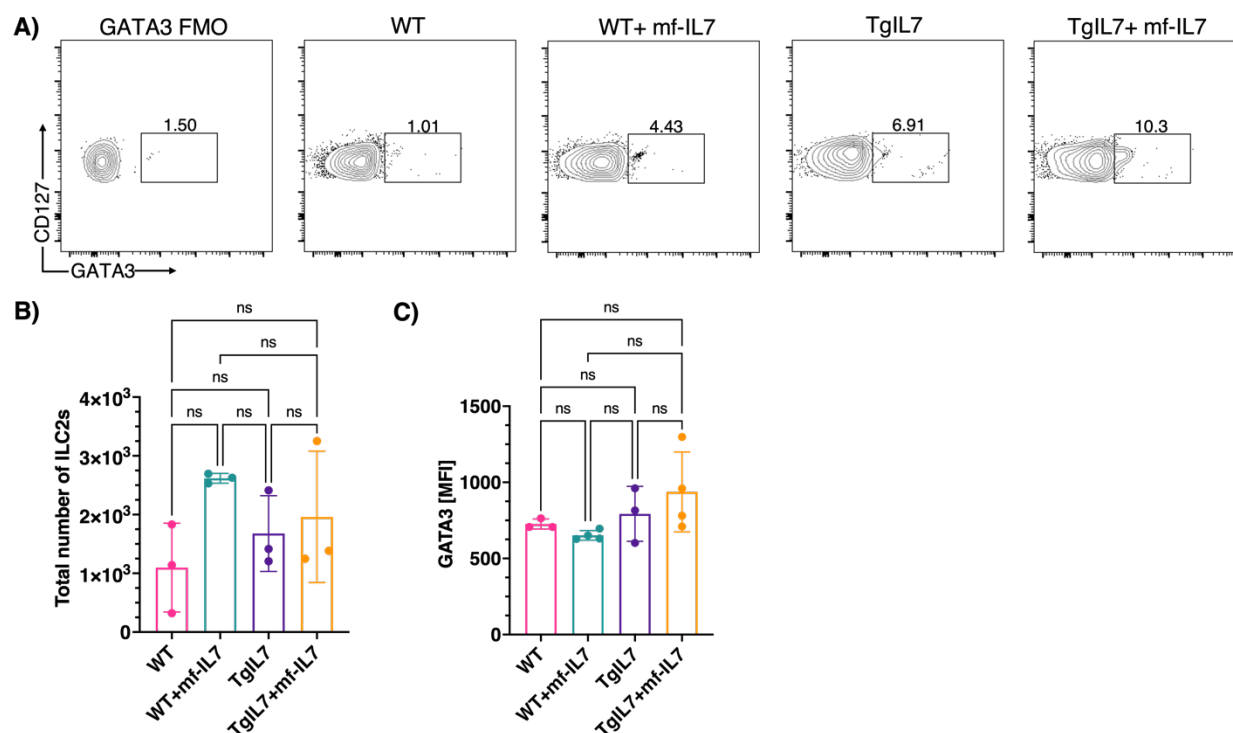 A)
GATA3 FMO
WT
WT+ mf-IL7
TgIL7
TgIL7+ mf-IL7
1.50
1.01
4.43
6.91
10.3
CD127
GATA3
B)
ns
ns
ns
ns
ns
ns
Total number of ILC2s
4×10³
3×10³
2×10³
1×10³
0
WT
WT+mf-IL7
TgIL7
TgIL7+mf-IL7
C)
ns
ns
ns
ns
ns
ns
GATA3 [MFI]
1500
1000
500
0
WT
WT+mf-IL7
TgIL7
TgIL7+mf-IL7